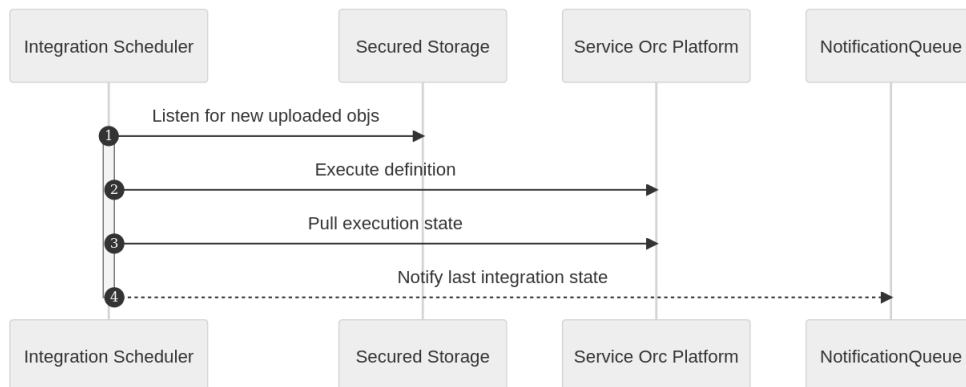 Integration Scheduler
Secured Storage
Service Orc Platform
NotificationQueue
Listen for new uploaded objs
1
Execute definition
2
Pull execution state
3
Notify last integration state
4
Integration Scheduler
Secured Storage
Service Orc Platform
NotificationQueue